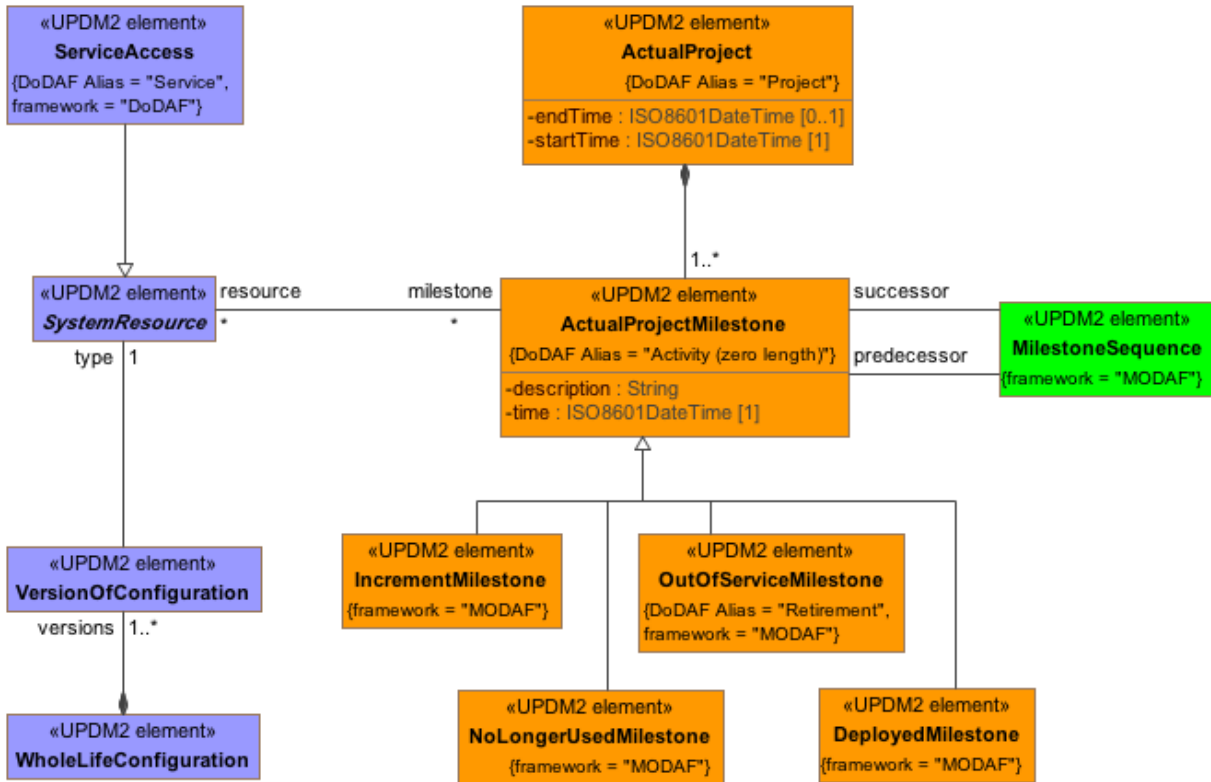 «UPDM2 element»
ServiceAccess
{DoDAF Alias = "Service",
framework = "DoDAF"}
«UPDM2 element»
ActualProject
{DoDAF Alias = "Project"}
-endTime : ISO8601DateTime [0..1]
-startTime : ISO8601DateTime [1]
1..*
«UPDM2 element»
SystemResource
resource
*
milestone
*
type
1
«UPDM2 element»
ActualProjectMilestone
{DoDAF Alias = "Activity (zero length)"}
-description : String
-time : ISO8601DateTime [1]
successor
predecessor
«UPDM2 element»
MilestoneSequence
{framework = "MODAF"}
«UPDM2 element»
VersionOfConfiguration
versions
1..*
«UPDM2 element»
WholeLifeConfiguration
«UPDM2 element»
IncrementMilestone
{framework = "MODAF"}
«UPDM2 element»
OutOfServiceMilestone
{DoDAF Alias = "Retirement",
framework = "MODAF"}
«UPDM2 element»
NoLongerUsedMilestone
{framework = "MODAF"}
«UPDM2 element»
DeployedMilestone
{framework = "MODAF"}